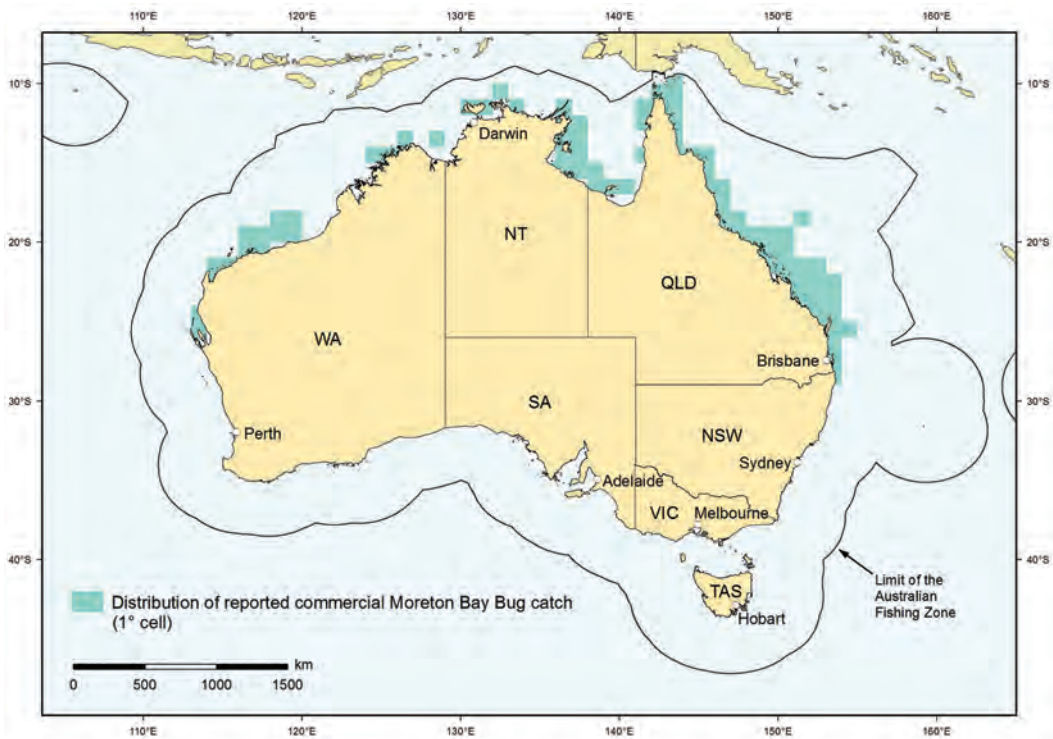 110°E 120°E 130°E 140°E 150°E 160°E
10°S 10°S
Darwin
NT
20°S 20°S
QLD
WA
Brisbane
SA
30°S 30°S
NSW
Perth
Sydney
Adelaide
VIC Melbourne
40°S 40°S
TAS
Hobart
Limit of the
Australian
Fishing Zone
Distribution of reported commercial Moreton Bay Bug catch
(1° cell)
km
0 500 1000 1500
110°E 120°E 130°E 140°E 150°E 160°E